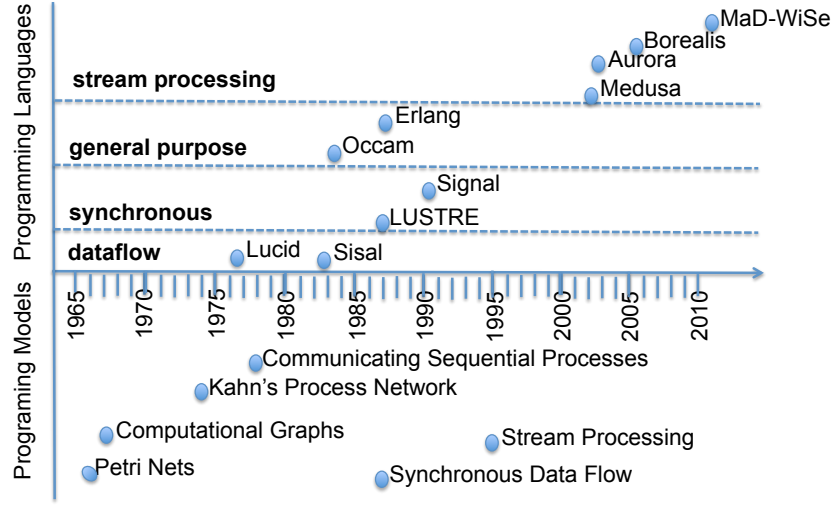 Programming Languages
MaD-WiSe
Borealis
Aurora
stream processing
Medusa
Erlang
general purpose
Occam
Signal
synchronous
LUSTRE
dataflow
Lucid
Sisal
1965
1970
1975
1980
1985
1990
1995
2000
2005
2010
Programing Models
Communicating Sequential Processes
Kahn's Process Network
Computational Graphs
Stream Processing
Petri Nets
Synchronous Data Flow